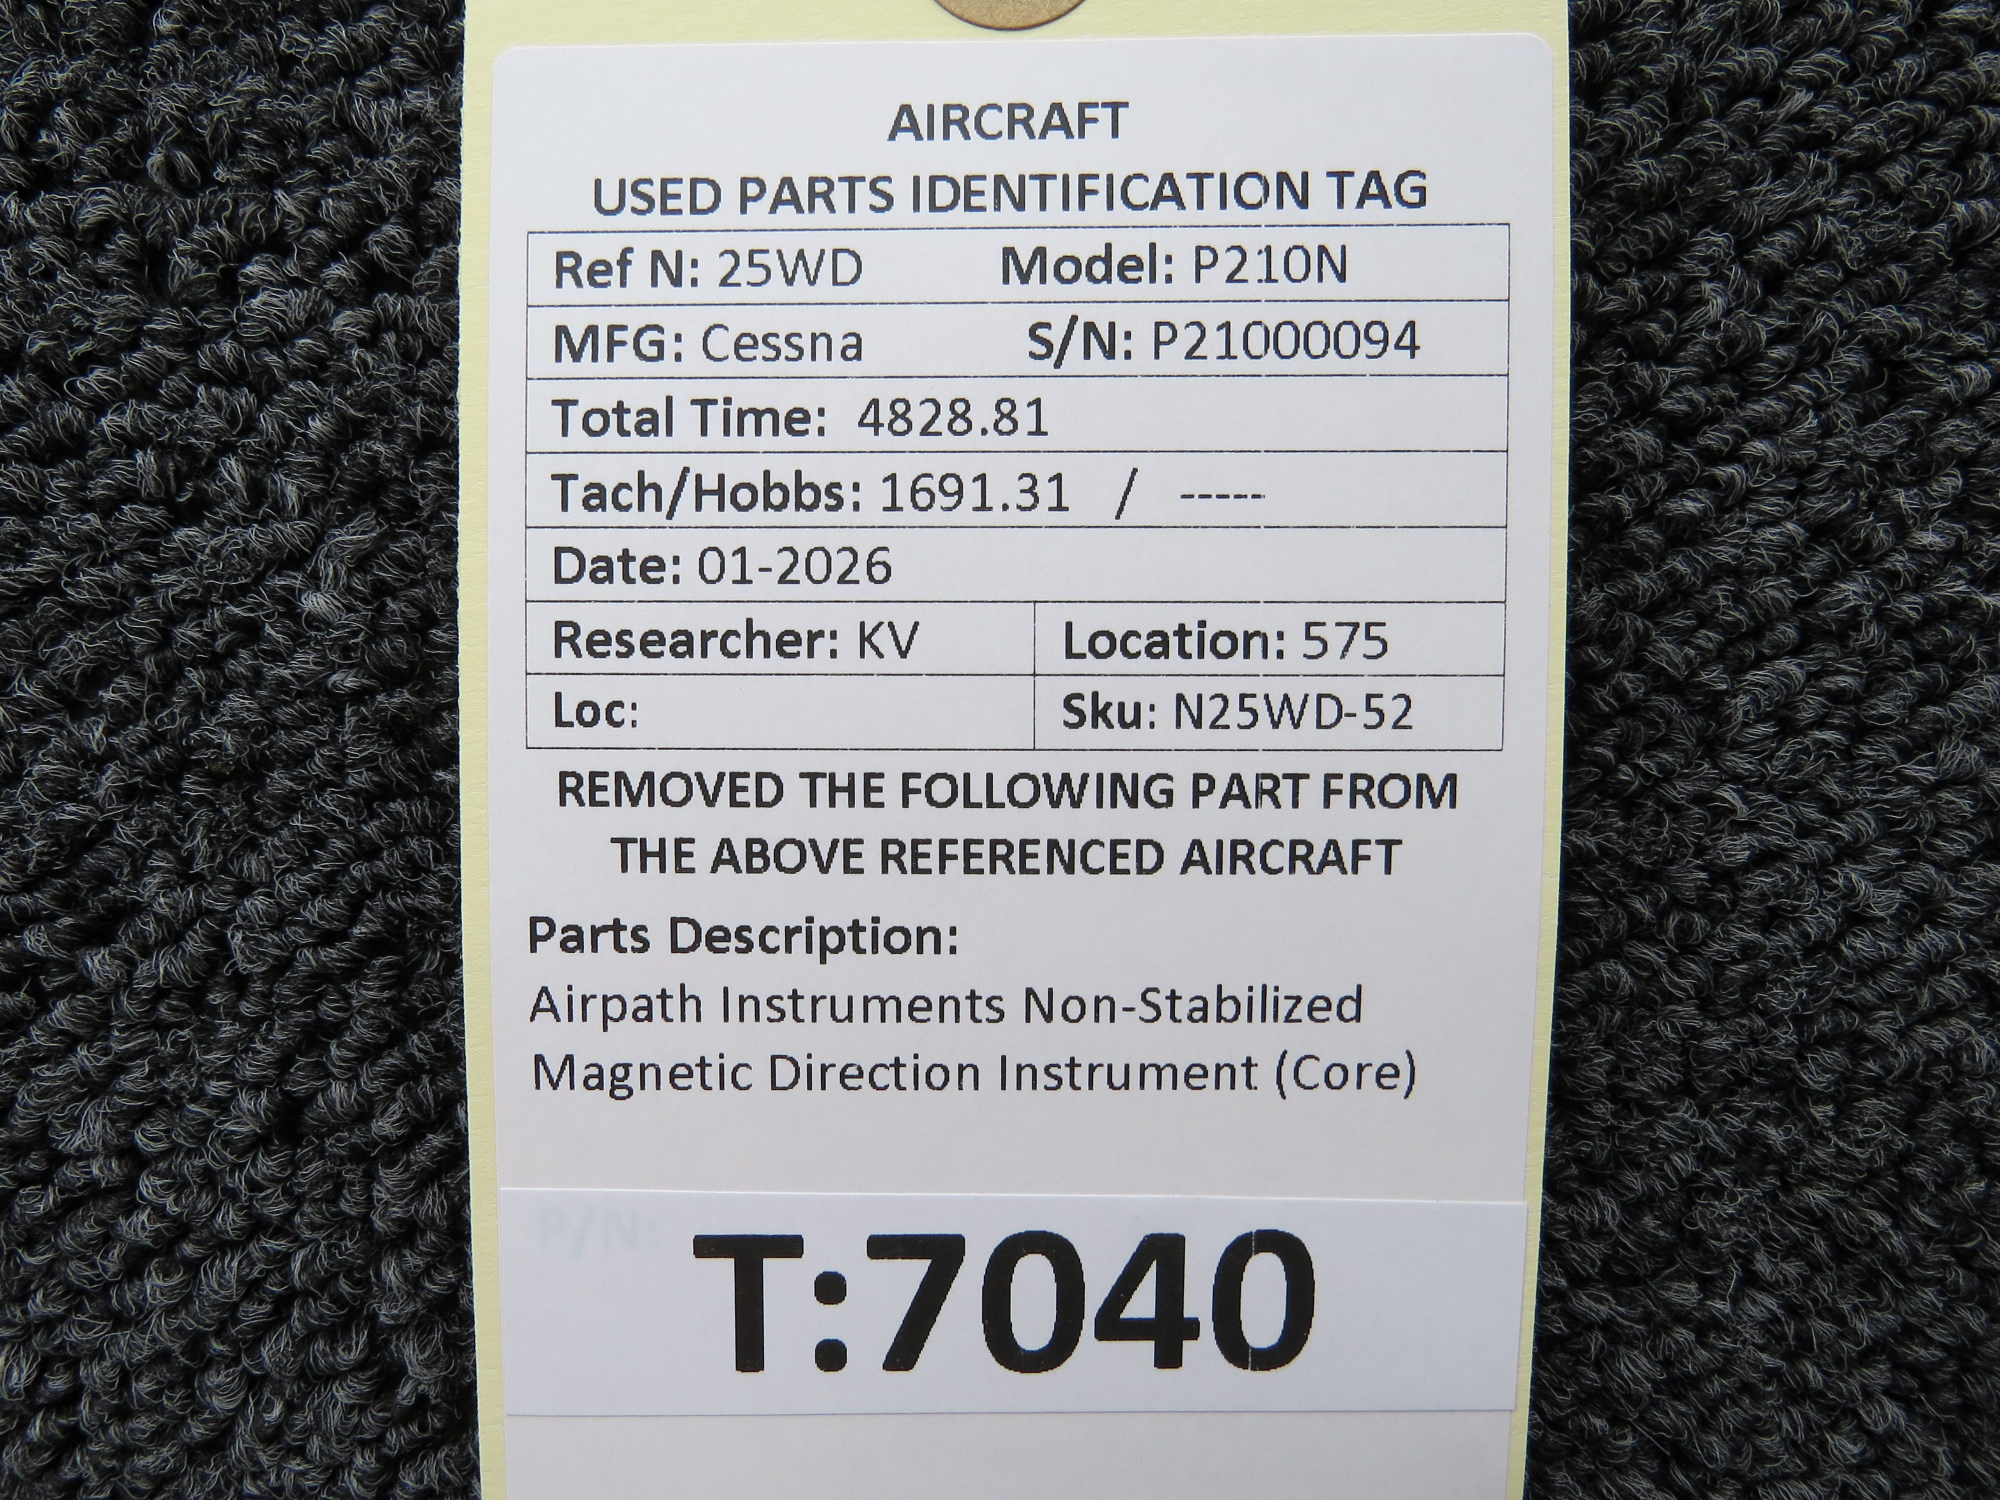 AIRCRAFT
USED PARTS IDENTIFICATION TAG
Ref N: 25WD Model: P210N
MFG: Cessna S/N: P21000094
Total Time: 4828.81
Tach/Hobbs: 1691.31 / -----
Date: 01-2026
Researcher: KV Location: 575
Loc: Sku: N25WD-52
REMOVED THE FOLLOWING PART FROM
THE ABOVE REFERENCED AIRCRAFT
Parts Description:
Airpath Instruments Non-Stabilized
Magnetic Direction Instrument (Core)
P/N:
T:7040